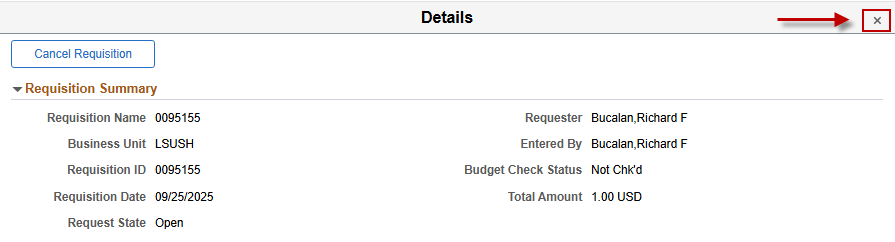 Details
×
Cancel Requisition
Requisition Summary
Requisition Name 0095155 Requester Bucalan,Richard F
Business Unit LSUSH Entered By Bucalan,Richard F
Requisition ID 0095155 Budget Check Status Not Chk'd
Requisition Date 09/25/2025 Total Amount 1.00 USD
Request State Open